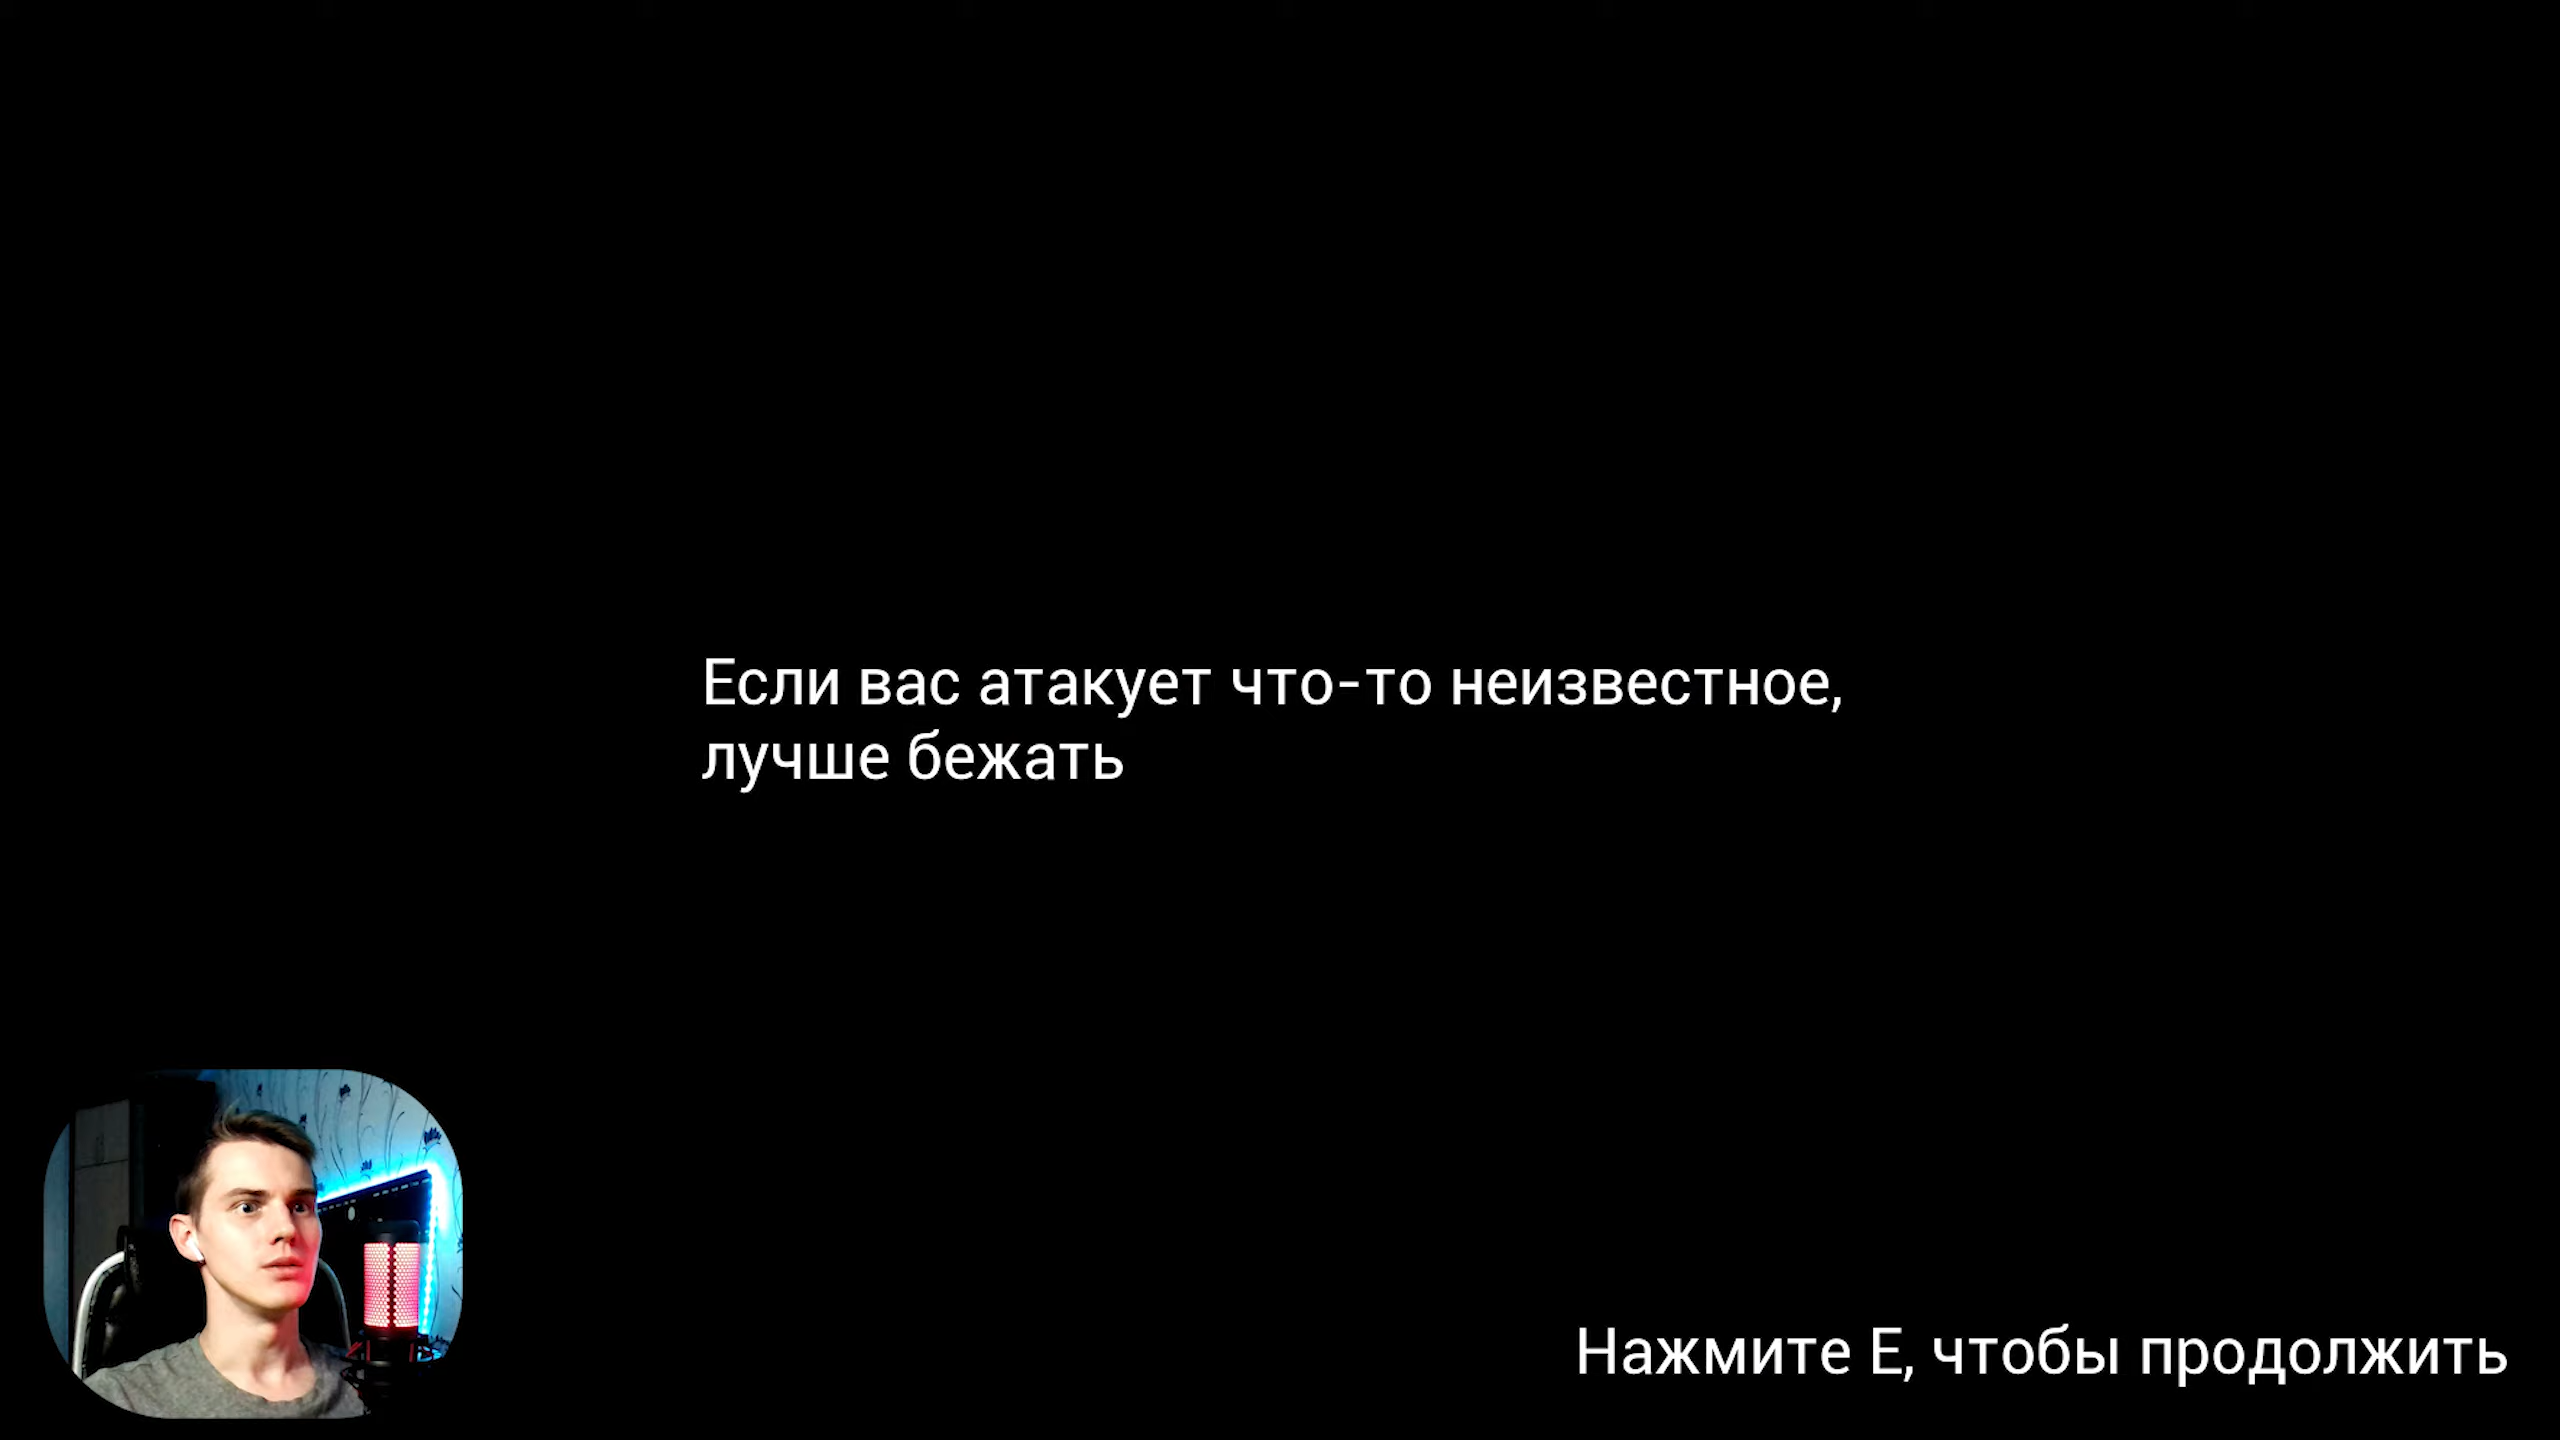 Если вас атакует что-то неизвестное,
лучше бежать
Нажмите E, чтобы продолжить